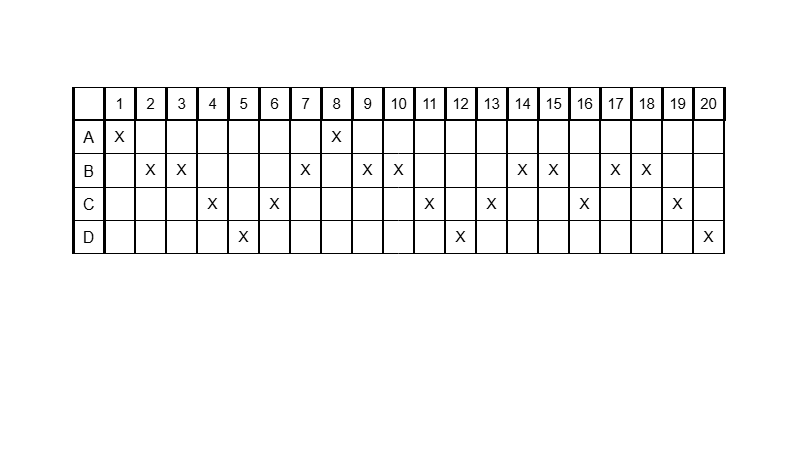 1 2 3 4 5 6 7 8 9 10 11 12 13 14 15 16 17 18 19 20
A X X
B X X X X X X X X X
C X X X X X X
D X X X